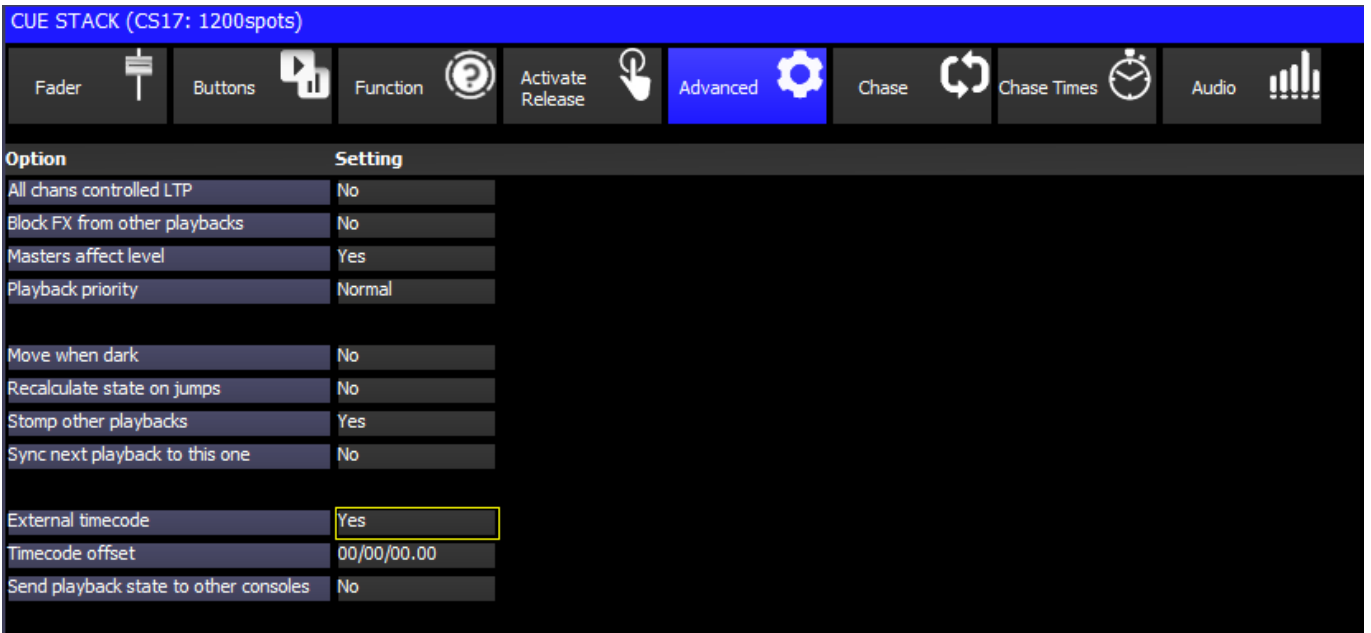 CUE STACK (CS17: 1200spots)
Fader Buttons Function Activate Release Advanced Chase Chase Times Audio
Option Setting
All chans controlled LTP No
Block FX from other playbacks No
Masters affect level Yes
Playback priority Normal
Move when dark No
Recalculate state on jumps No
Stomp other playbacks Yes
Sync next playback to this one No
External timecode Yes
Timecode offset 00/00/00.00
Send playback state to other consoles No